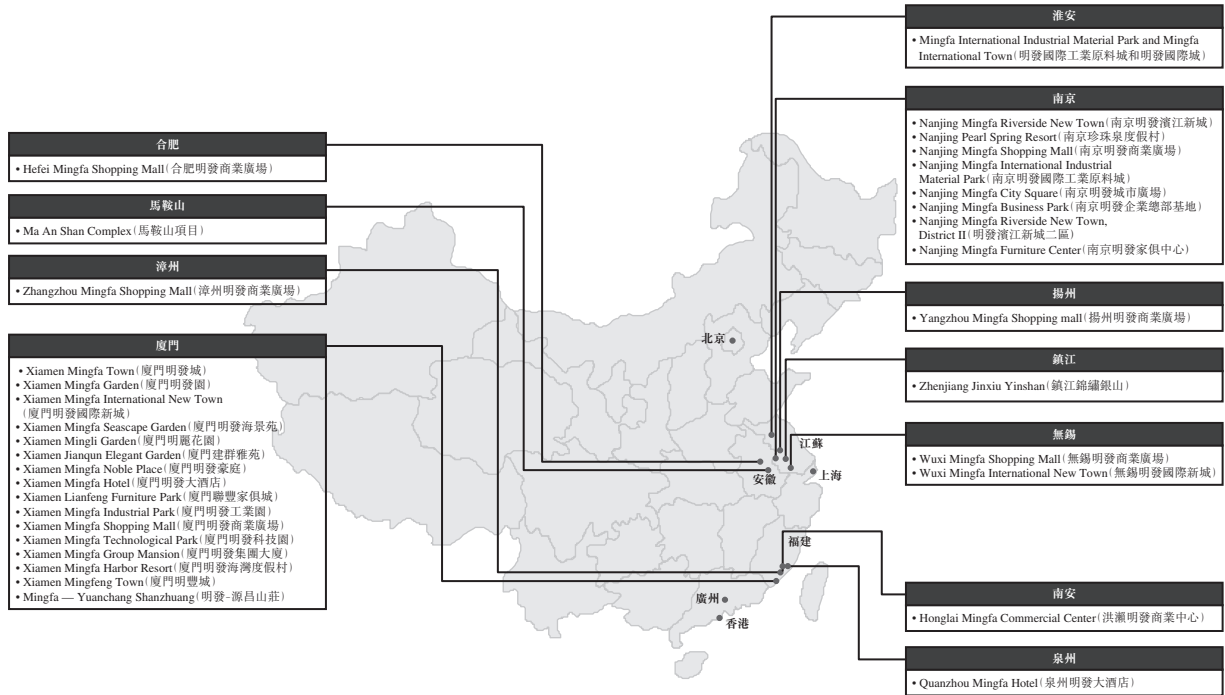 合肥
• Hefei Mingfa Shopping Mall(合肥明發商業廣場)
馬鞍山
• Ma An Shan Complex(馬鞍山項目)
漳州
• Zhangzhou Mingfa Shopping Mall(漳州明發商業廣場)
廈門
• Xiamen Mingfa Town(廈門明發城)
• Xiamen Mingfa Garden(廈門明發園)
• Xiamen Mingfa International New Town
(廈門明發國際新城)
• Xiamen Mingfa Seascape Garden(廈門明發海景苑)
• Xiamen Mingli Garden(廈門明麗花園)
• Xiamen Jianqun Elegant Garden(廈門建群雅苑)
• Xiamen Mingfa Noble Place(廈門明發豪庭)
• Xiamen Mingfa Hotel(廈門明發大酒店)
• Xiamen Lianfeng Furniture Park(廈門聯豐家俱城)
• Xiamen Mingfa Industrial Park(廈門明發工業園)
• Xiamen Mingfa Shopping Mall(廈門明發商業廣場)
• Xiamen Mingfa Technological Park(廈門明發科技園)
• Xiamen Mingfa Group Mansion(廈門明發集團大廈)
• Xiamen Mingfa Harbor Resort(廈門明發海灣度假村)
• Xiamen Mingfeng Town(廈門明豐城)
• Mingfa — Yuanchang Shanzhuang(明發-源昌山莊)
北京
江蘇
安徽
上海
福建
廣州
香港
淮安
• Mingfa International Industrial Material Park and Mingfa
International Town(明發國際工業原料城和明發國際城)
南京
• Nanjing Mingfa Riverside New Town(南京明發濱江新城)
• Nanjing Pearl Spring Resort(南京珍珠泉度假村)
• Nanjing Mingfa Shopping Mall(南京明發商業廣場)
• Nanjing Mingfa International Industrial
Material Park(南京明發國際工業原料城)
• Nanjing Mingfa City Square(南京明發城市廣場)
• Nanjing Mingfa Business Park(南京明發企業總部基地)
• Nanjing Mingfa Riverside New Town,
District II(明發濱江新城二區)
• Nanjing Mingfa Furniture Center(南京明發家俱中心)
揚州
• Yangzhou Mingfa Shopping mall(揚州明發商業廣場)
鎮江
• Zhenjiang Jinxiu Yinshan(鎮江錦繡銀山)
無錫
• Wuxi Mingfa Shopping Mall(無錫明發商業廣場)
• Wuxi Mingfa International New Town(無錫明發國際新城)
南安
• Honglai Mingfa Commercial Center(洪瀨明發商業中心)
泉州
• Quanzhou Mingfa Hotel(泉州明發大酒店)